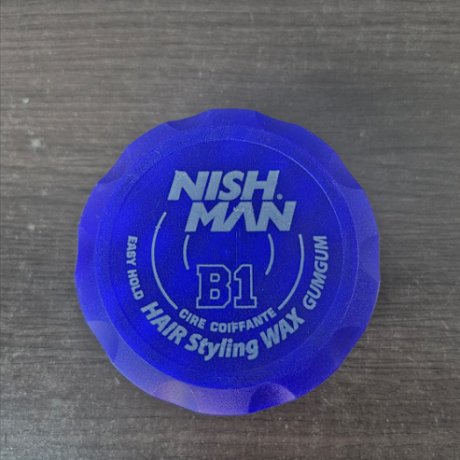 NISH.
MAN
B1
CIRE COIFFANTE
EASY HOLD HAIR Styling WAX GUMGUM